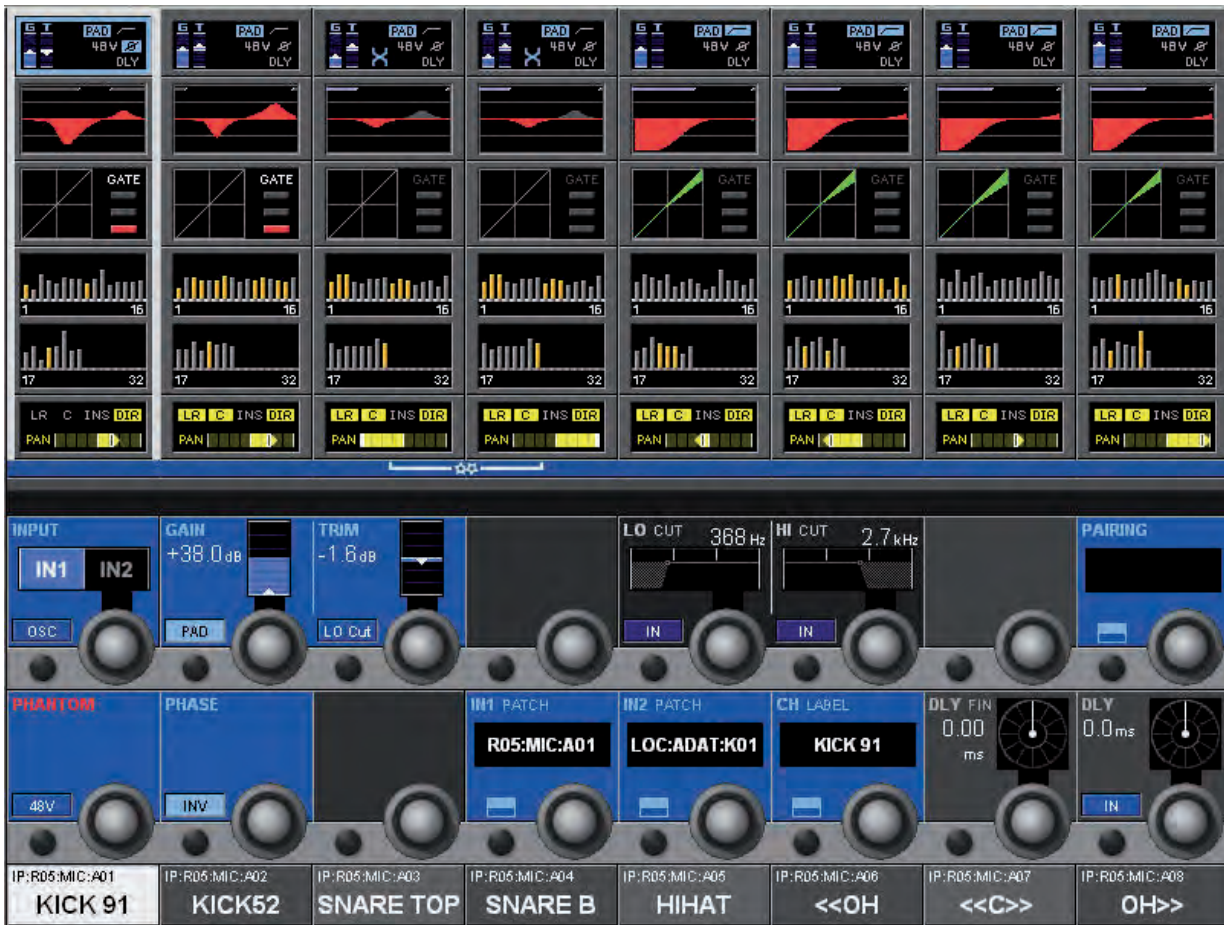 G T PAD 48V Ø DLY
G T PAD 48V Ø DLY
G T PAD 48V Ø DLY
G T PAD 48V Ø DLY
G T PAD 48V Ø DLY
G T PAD 48V Ø DLY
G T PAD 48V Ø DLY
G T PAD 48V Ø DLY
GATE GATE GATE GATE GATE GATE GATE GATE
1 16 1 16 1 16 1 16 1 16 1 16 1 16 1 16
17 32 17 32 17 32 17 32 17 32 17 32 17 32 17 32
LR C INS DIR LR C INS DIR LR C INS DIR LR C INS DIR LR C INS DIR LR C INS DIR LR C INS DIR LR C INS DIR
PAN PAN PAN PAN PAN PAN PAN PAN
INPUT
IN1 IN2
OSC
GAIN
+38.0dB
PAD
TRIM
-1.6dB
LO Cut
LO CUT
368 Hz
IN
HI CUT
2.7kHz
IN
PAIRING
PHANTOM
48V
PHASE
INV
IN1 PATCH
R05:MIC:A01
IN2 PATCH
LOC:ADAT:K01
CH LABEL
KICK 91
DLY FIN
0.00
ms
DLY
0.0ms
IN
IP:R05:MIC:A01
KICK 91
IP:R05:MIC:A02
KICK52
IP:R05:MIC:A03
SNARE TOP
IP:R05:MIC:A04
SNARE B
IP:R05:MIC:A05
HIHAT
IP:R05:MIC:A06
<<OH
IP:R05:MIC:A07
<<C>>
IP:R05:MIC:A08
OH>>